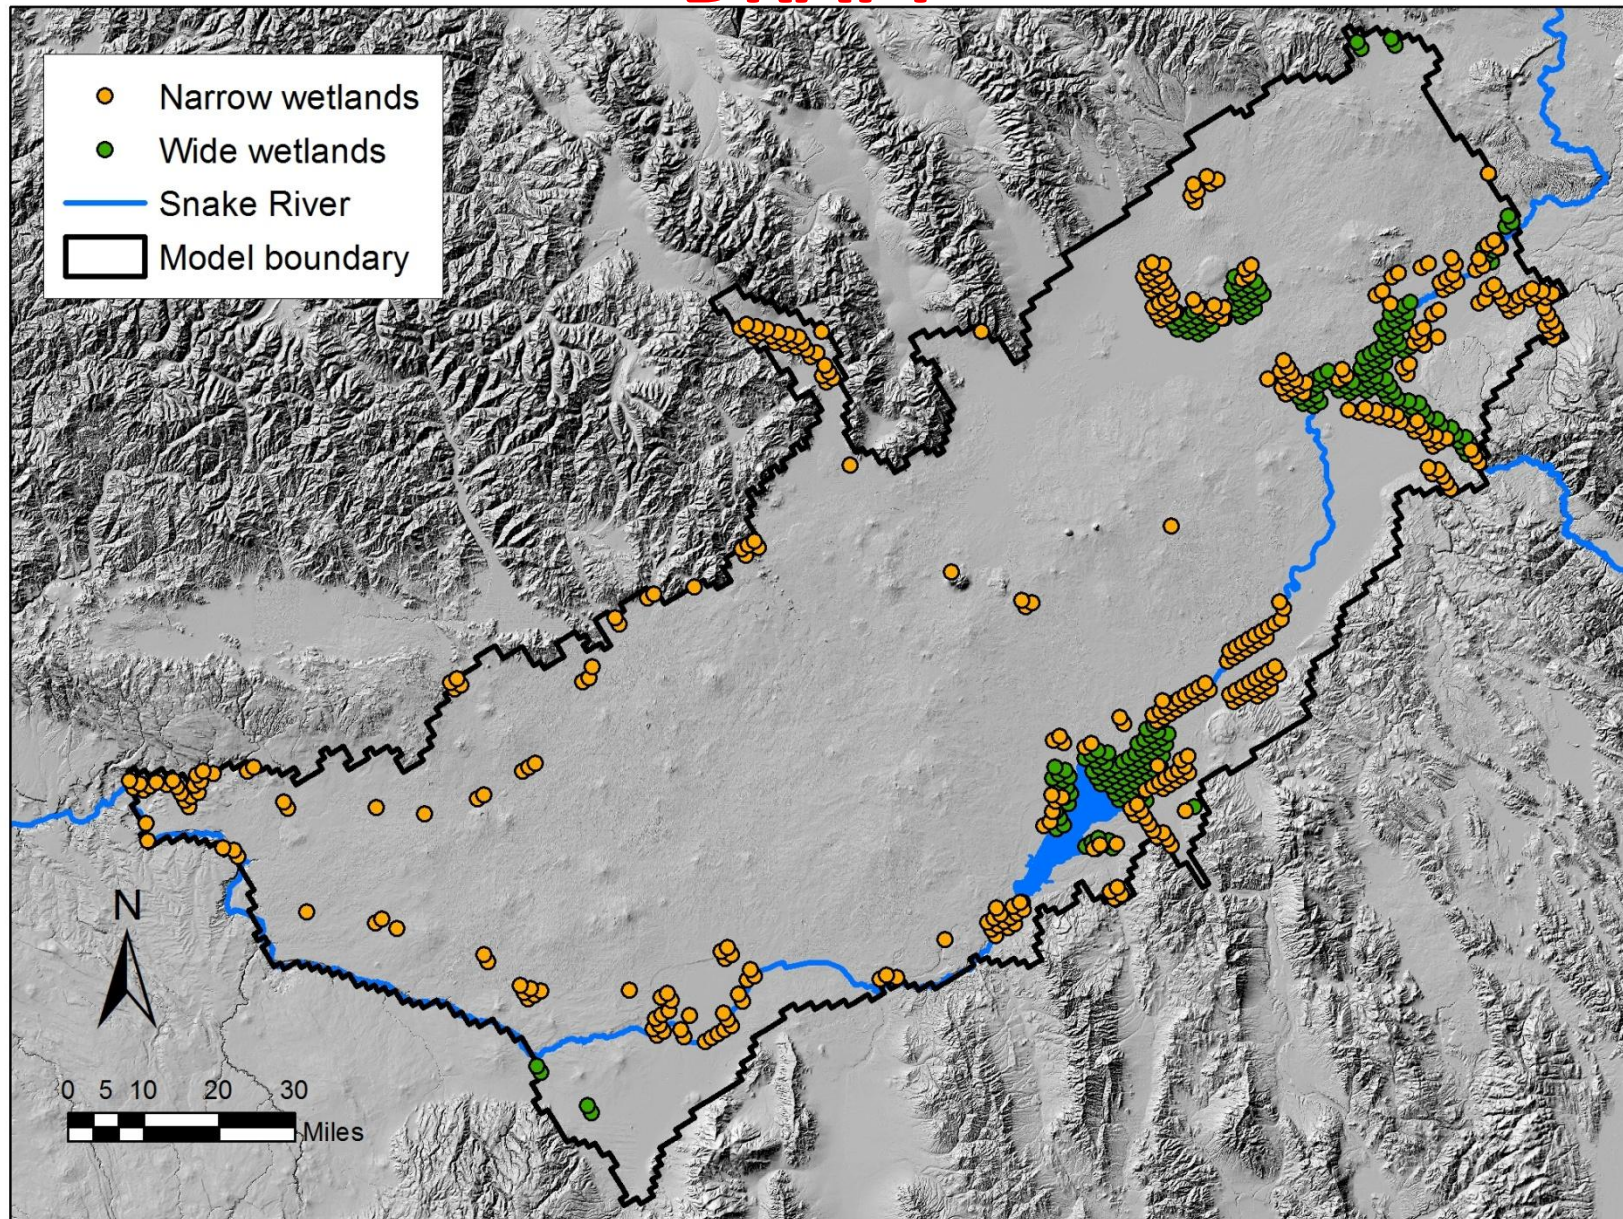 Narrow wetlands
Wide wetlands
Snake River
Model boundary
N
0 5 10 20 30
Miles